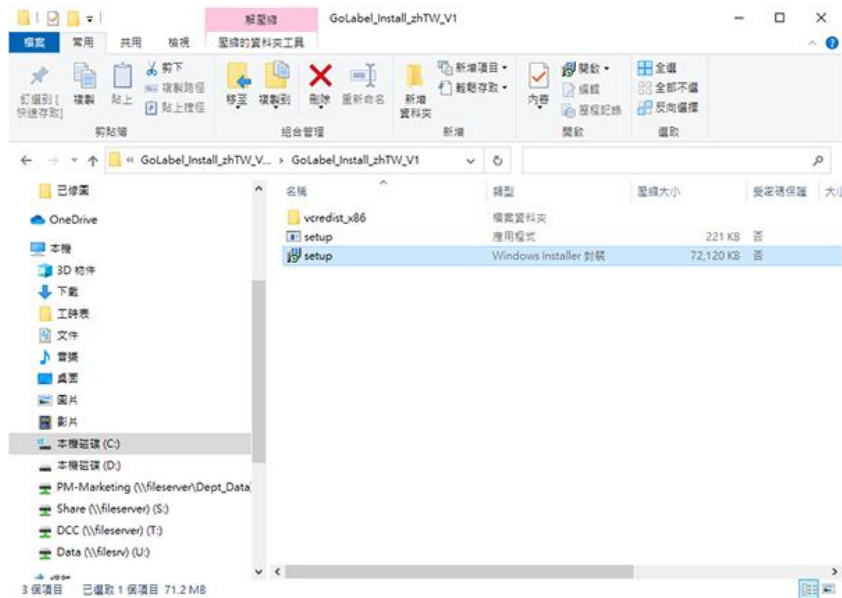 解壓縮
GoLabel_Install_zhTW_V1
檔案
常用
共用
檢視
壓縮的資料夾工具
釘選到 [
快速存取]
複製
貼上
剪下
複製路徑
貼上捷徑
剪貼簿
移至
複製到
刪除
重新命名
組合管理
新增
資料夾
新增項目
輕鬆存取
新增
內容
開啟
編輯
歷程記錄
開啟
全選
全部不選
反向選擇
選取
« GoLabel_Install_zhTW_V... › GoLabel_Install_zhTW_V1
名稱
類型
壓縮大小
受密碼保護
大小
vcredist_x86
檔案資料夾
setup
應用程式
221 KB
否
setup
Windows Installer 封裝
72,120 KB
否
已修圖
OneDrive
本機
3D 物件
下載
工時表
文件
音樂
桌面
圖片
影片
本機磁碟 (C:)
本機磁碟 (D:)
PM-Marketing (\\fileserver\Dept_Data
Share (\\fileserver) (S:)
DCC (\\fileserver) (T:)
Data (\\filesrv) (U:)
3 個項目
已選取 1 個項目 71.2 MB